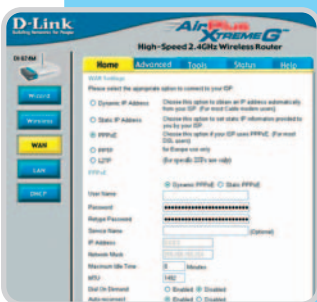 D-Link
Building Networks for People
AirPlus
XTREME G
High-Speed 2.4GHz Wireless Router
Home Advanced Tools Status Help
WAN Settings
Please select the appropriate option to connect to your ISP.
Wizard
Wireless
WAN
LAN
DHCP
Dynamic IP Address Choose this option to obtain an IP address automatically from your ISP. (For most Cable modem users)
Static IP Address Choose this option to set static IP information provided to you by your ISP.
PPPoE Choose this option if your ISP uses PPPoE. (For most DSL users)
PPTP for Europe use only
L2TP (for specific ISPs use only)
PPPoE
Dynamic PPPoE Static PPPoE
User Name
Password
Retype Password
Service Name (Optional)
IP Address
Network Mask
Maximum Idle Time Minutes
MTU 1492
Dial On Demand Enabled Disabled
Auto-reconnect Enabled Disabled